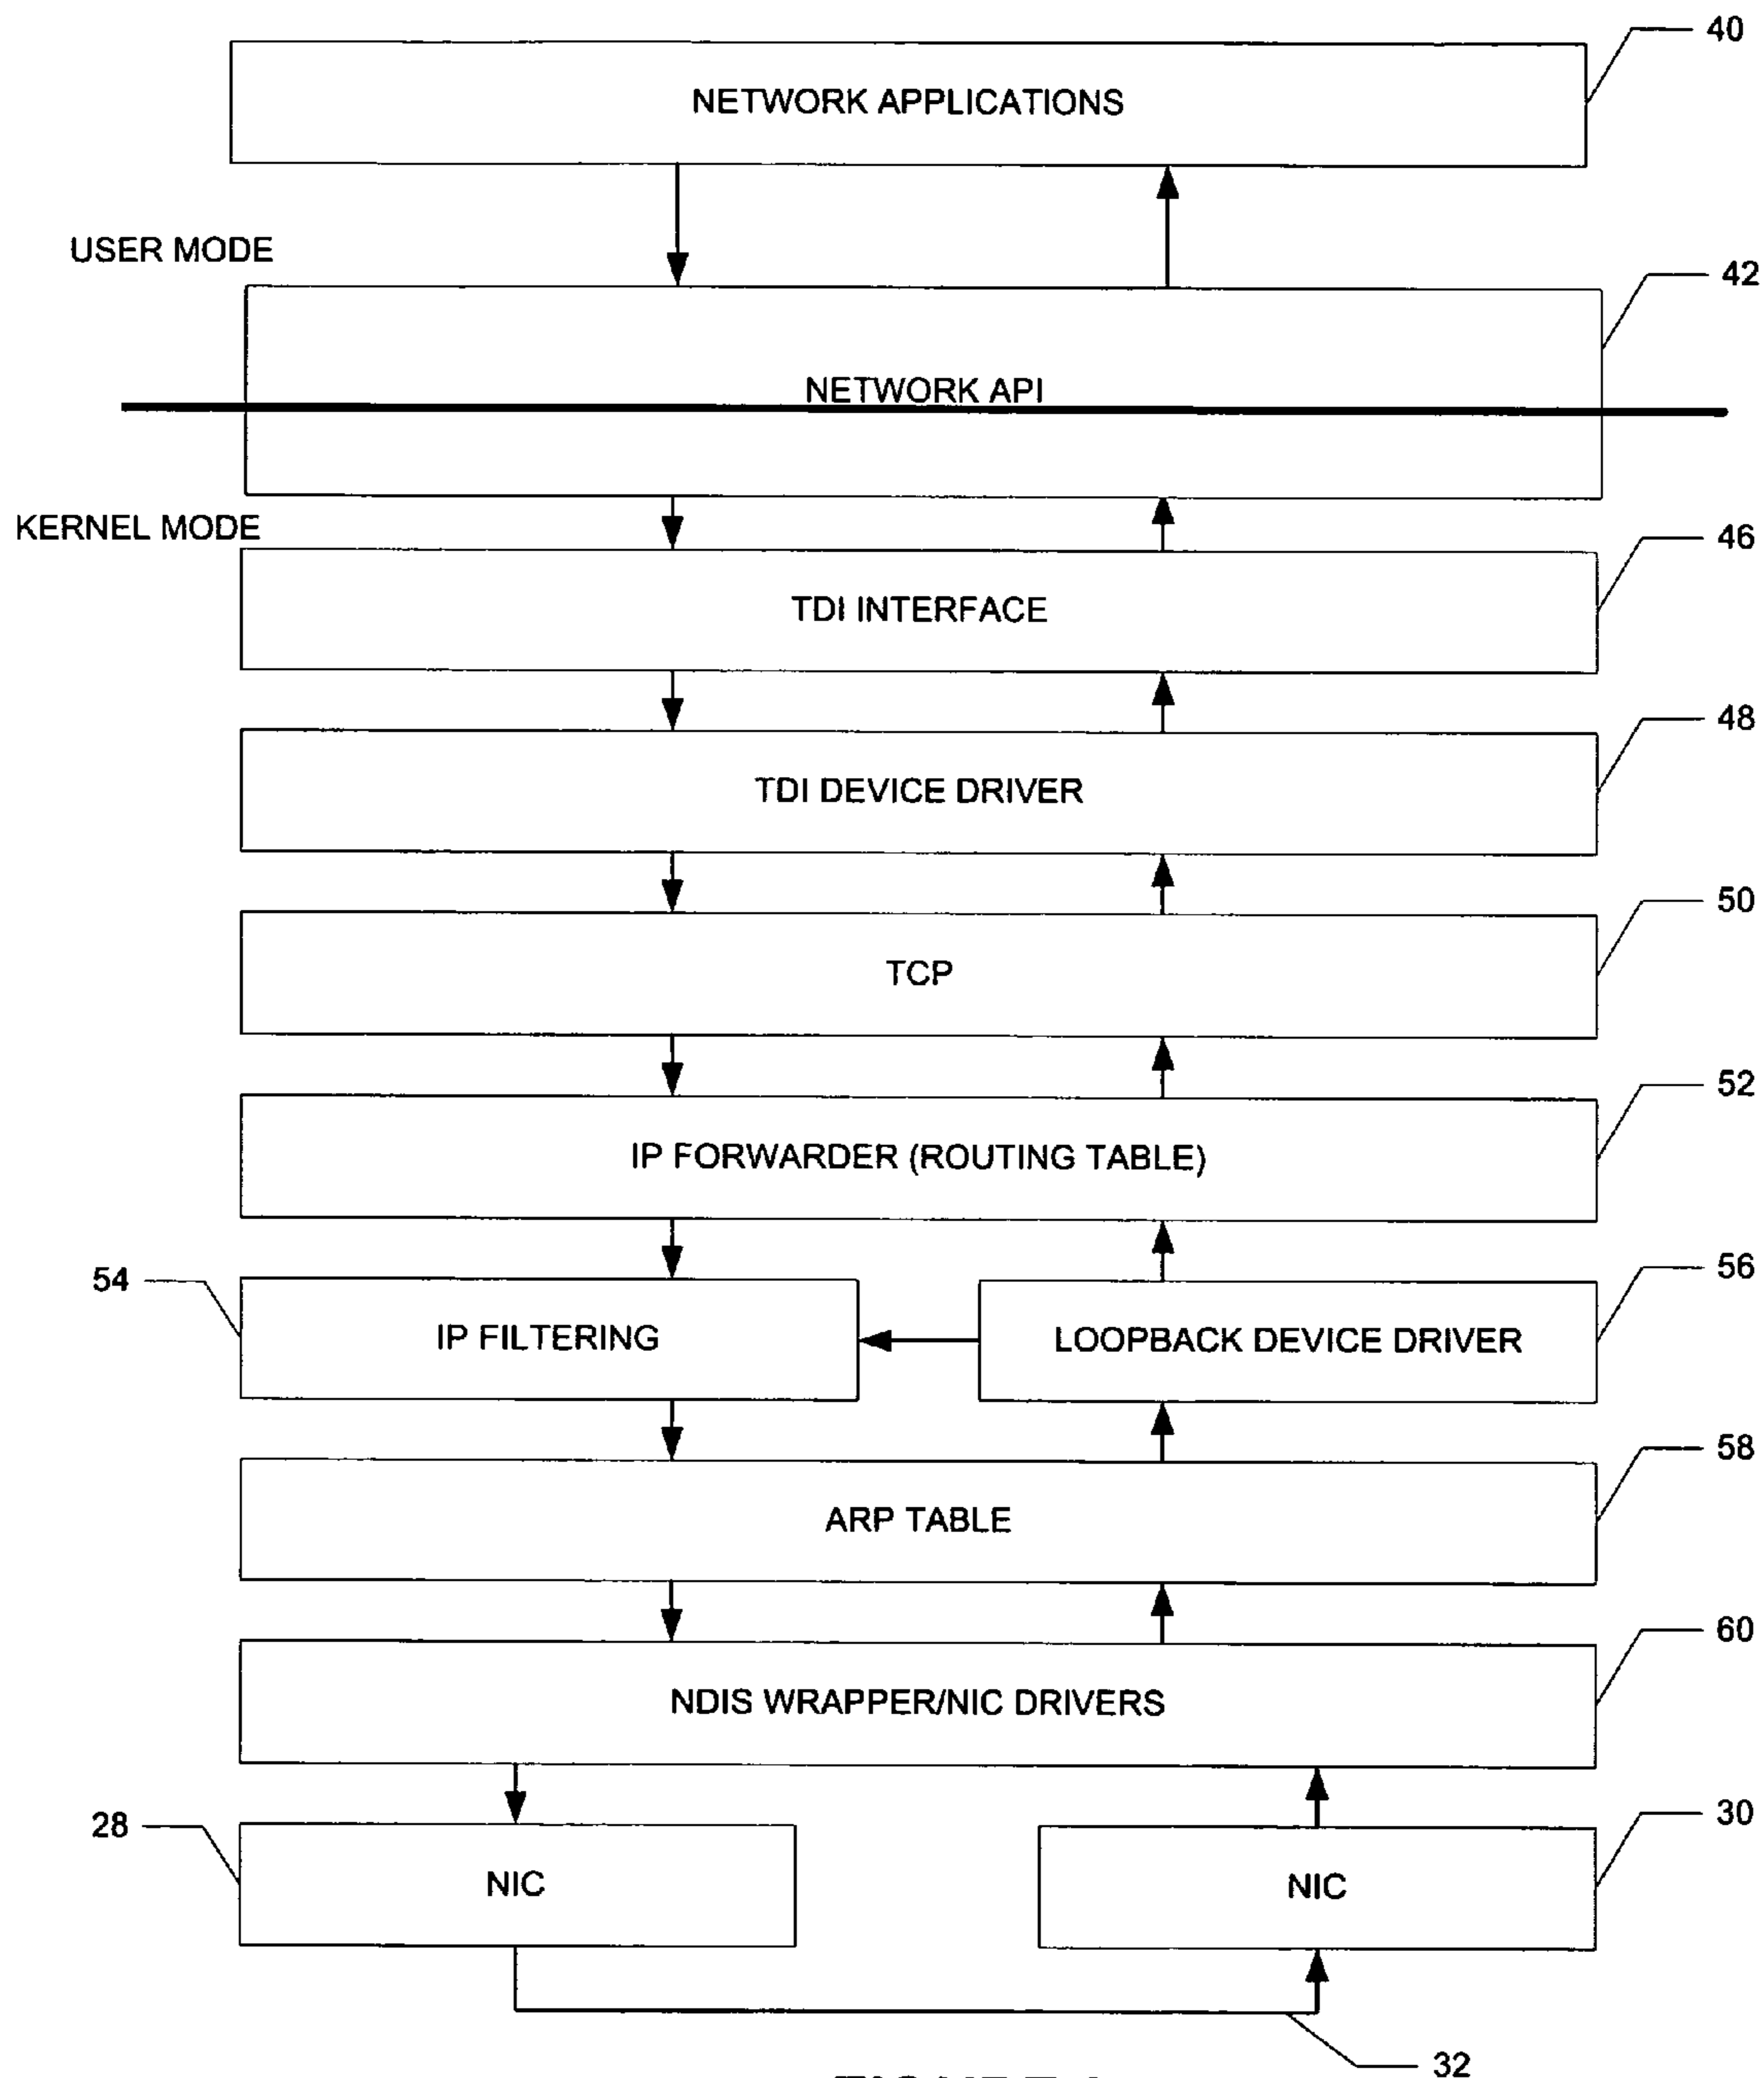 40
NETWORK APPLICATIONS
USER MODE
42
NETWORK API
KERNEL MODE
46
TDI INTERFACE
48
TDI DEVICE DRIVER
50
TCP
52
IP FORWARDER (ROUTING TABLE)
54
56
IP FILTERING
LOOPBACK DEVICE DRIVER
58
ARP TABLE
60
NDIS WRAPPER/NIC DRIVERS
28
30
NIC
NIC
32